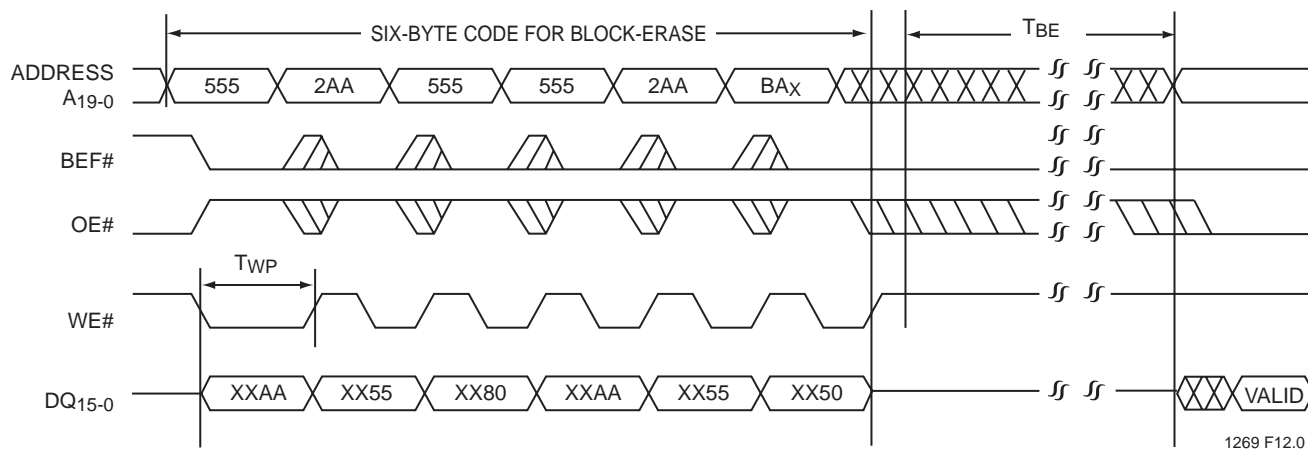 SIX-BYTE CODE FOR BLOCK-ERASE
TBE
ADDRESS
A19-0
555 2AA 555 555 2AA BAX
BEF#
OE#
TWP
WE#
DQ15-0
XXAA XX55 XX80 XXAA XX55 XX50 VALID
1269 F12.0